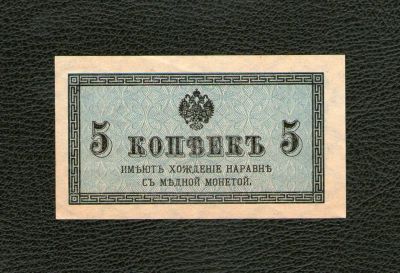 5 КОПѢЕКЪ 5
ИМѢЮТЪ ХОЖДЕНІЕ НАРАВНѢ
СЪ МѢДНОЙ МОНЕТОЙ.